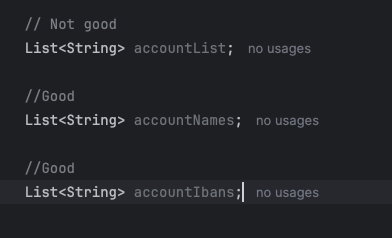 // Not good
List<String> accountList; no usages
//Good
List<String> accountNames; no usages
//Good
List<String> accountIbans; no usages